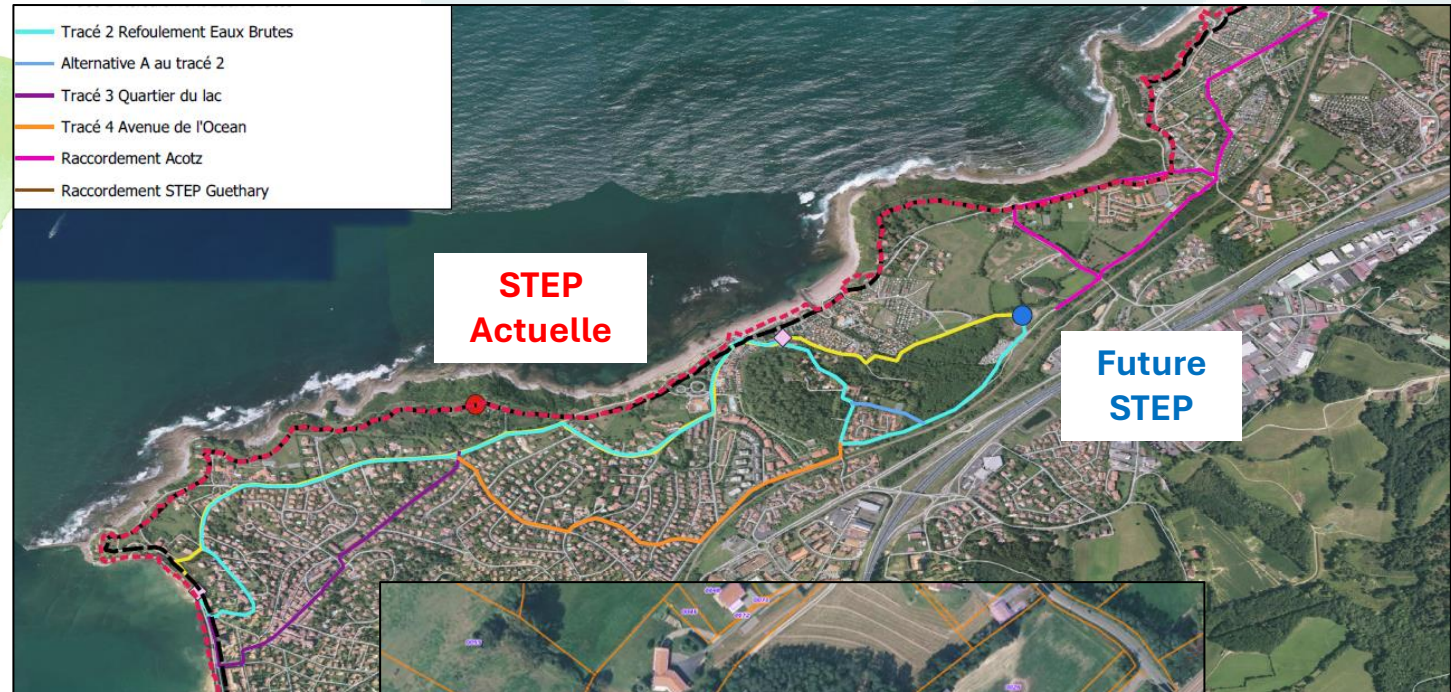 Tracé 2 Refoulement Eaux Brutes
Alternative A au tracé 2
Tracé 3 Quartier du lac
Tracé 4 Avenue de l'Ocean
Raccordement Acotz
Raccordement STEP Guethary
STEP
Actuelle
Future
STEP